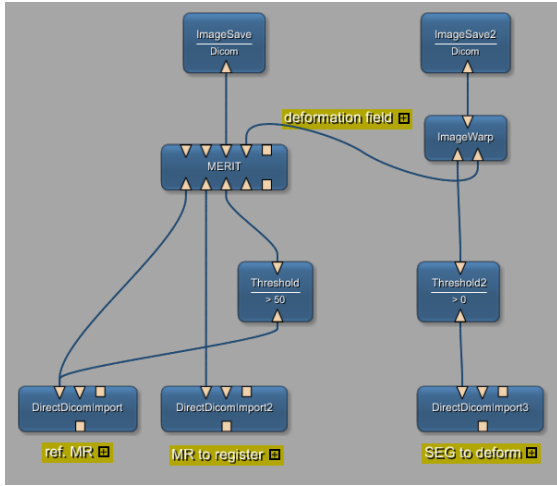 ImageSave
Dicom
ImageSave2
Dicom
deformation field
ImageWarp
MERIT
Threshold
> 50
Threshold2
> 0
DirectDicomImport
DirectDicomImport2
DirectDicomImport3
ref. MR
MR to register
SEG to deform